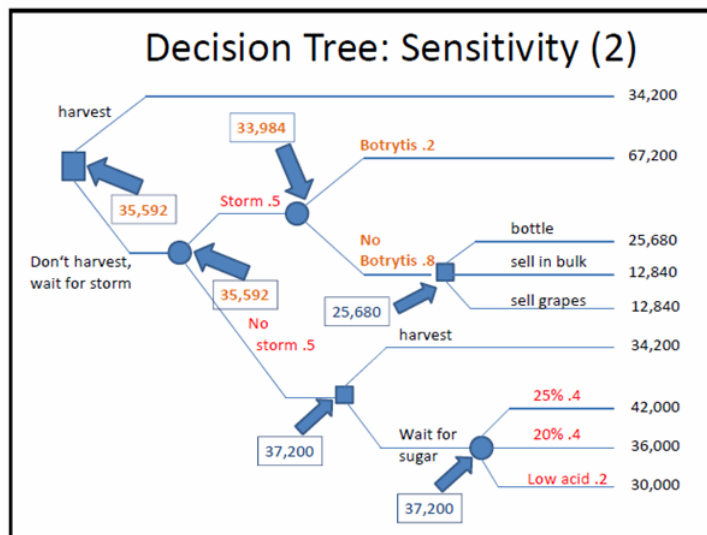 Decision Tree: Sensitivity (2)
harvest
34,200
33,984
Botrytis .2
67,200
35,592
Storm .5
No
Botrytis .8
bottle
25,680
sell in bulk
12,840
sell grapes
12,840
Don't harvest,
wait for storm
35,592
25,680
No
storm .5
harvest
34,200
37,200
Wait for
sugar
25% .4
42,000
20% .4
36,000
Low acid .2
30,000
37,200